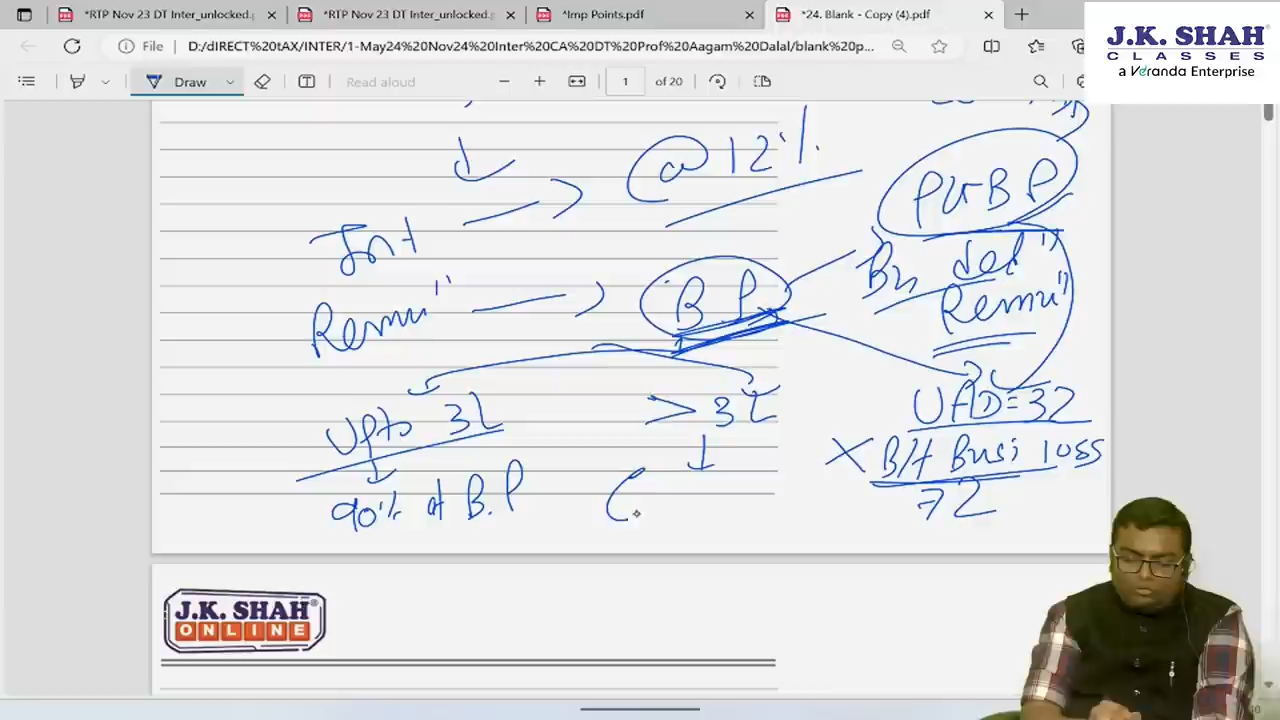 *RTP Nov 23 DT Inter_unlocked.p
*RTP Nov 23 DT Inter_unlocked.p
*Imp Points.pdf
*24. Blank - Copy (4).pdf
J.K. SHAH®
CLASSES
a Veranda Enterprise
File
D:/dIRECT%20tAX/INTER/1-May24%20Nov24%20Inter%20CA%20DT%20Prof%20Aagam%20Dalal/blank%20p...
Draw
Read aloud
1 of 20
@ 12%
PGBP
Int
Bn ded"
B P
Remu"
Remu"
UAD = 3L
Upto 3L
> 3L
X B/f Busi loss
7L
90% of B.P
(
J.K. SHAH®
ONLINE